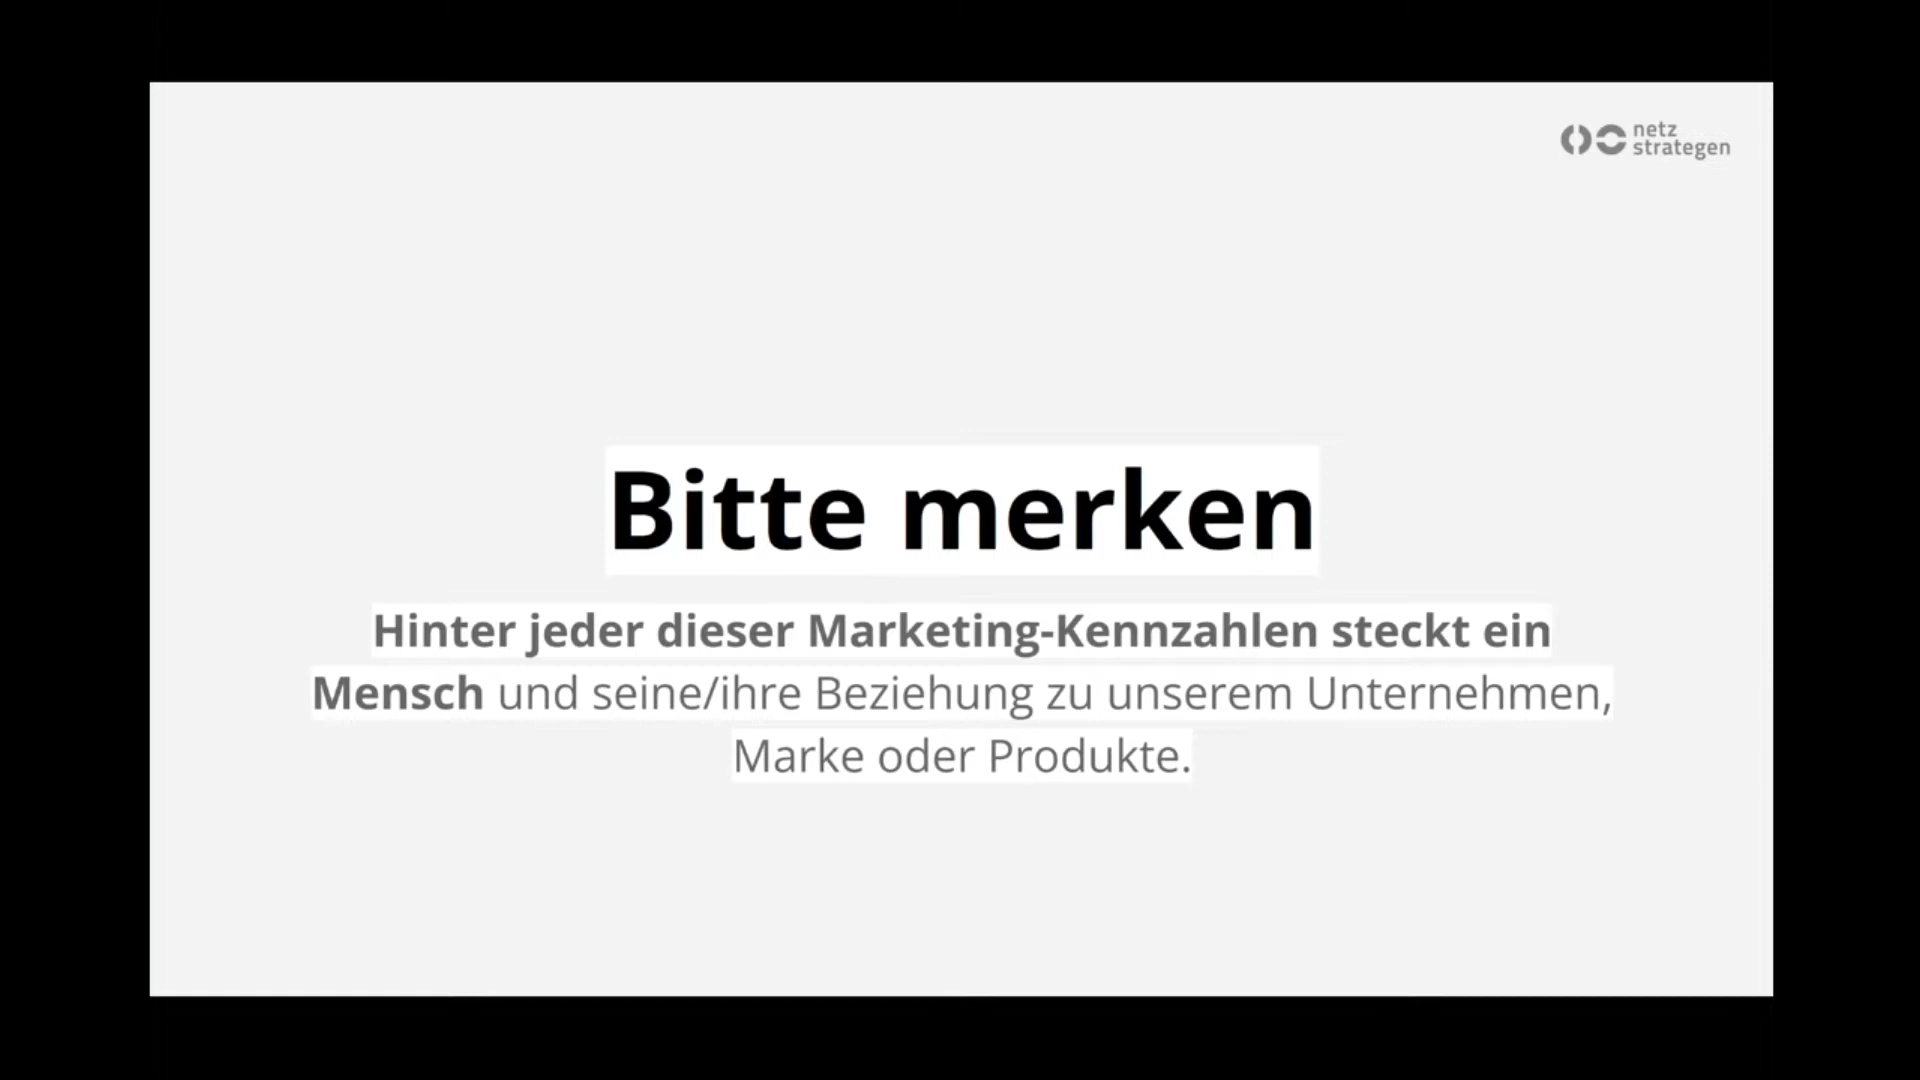 netz
strategen
Bitte merken
Hinter jeder dieser Marketing-Kennzahlen steckt ein
Mensch und seine/ihre Beziehung zu unserem Unternehmen,
Marke oder Produkte.